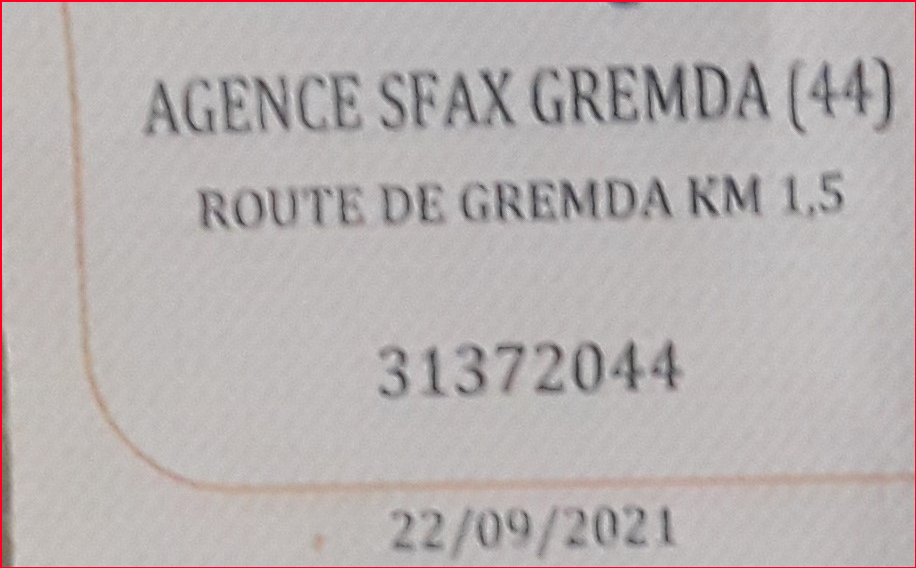 AGENCE SFAX GREMDA (44)
ROUTE DE GREMDA KM 1,5
31372044
22/09/2021